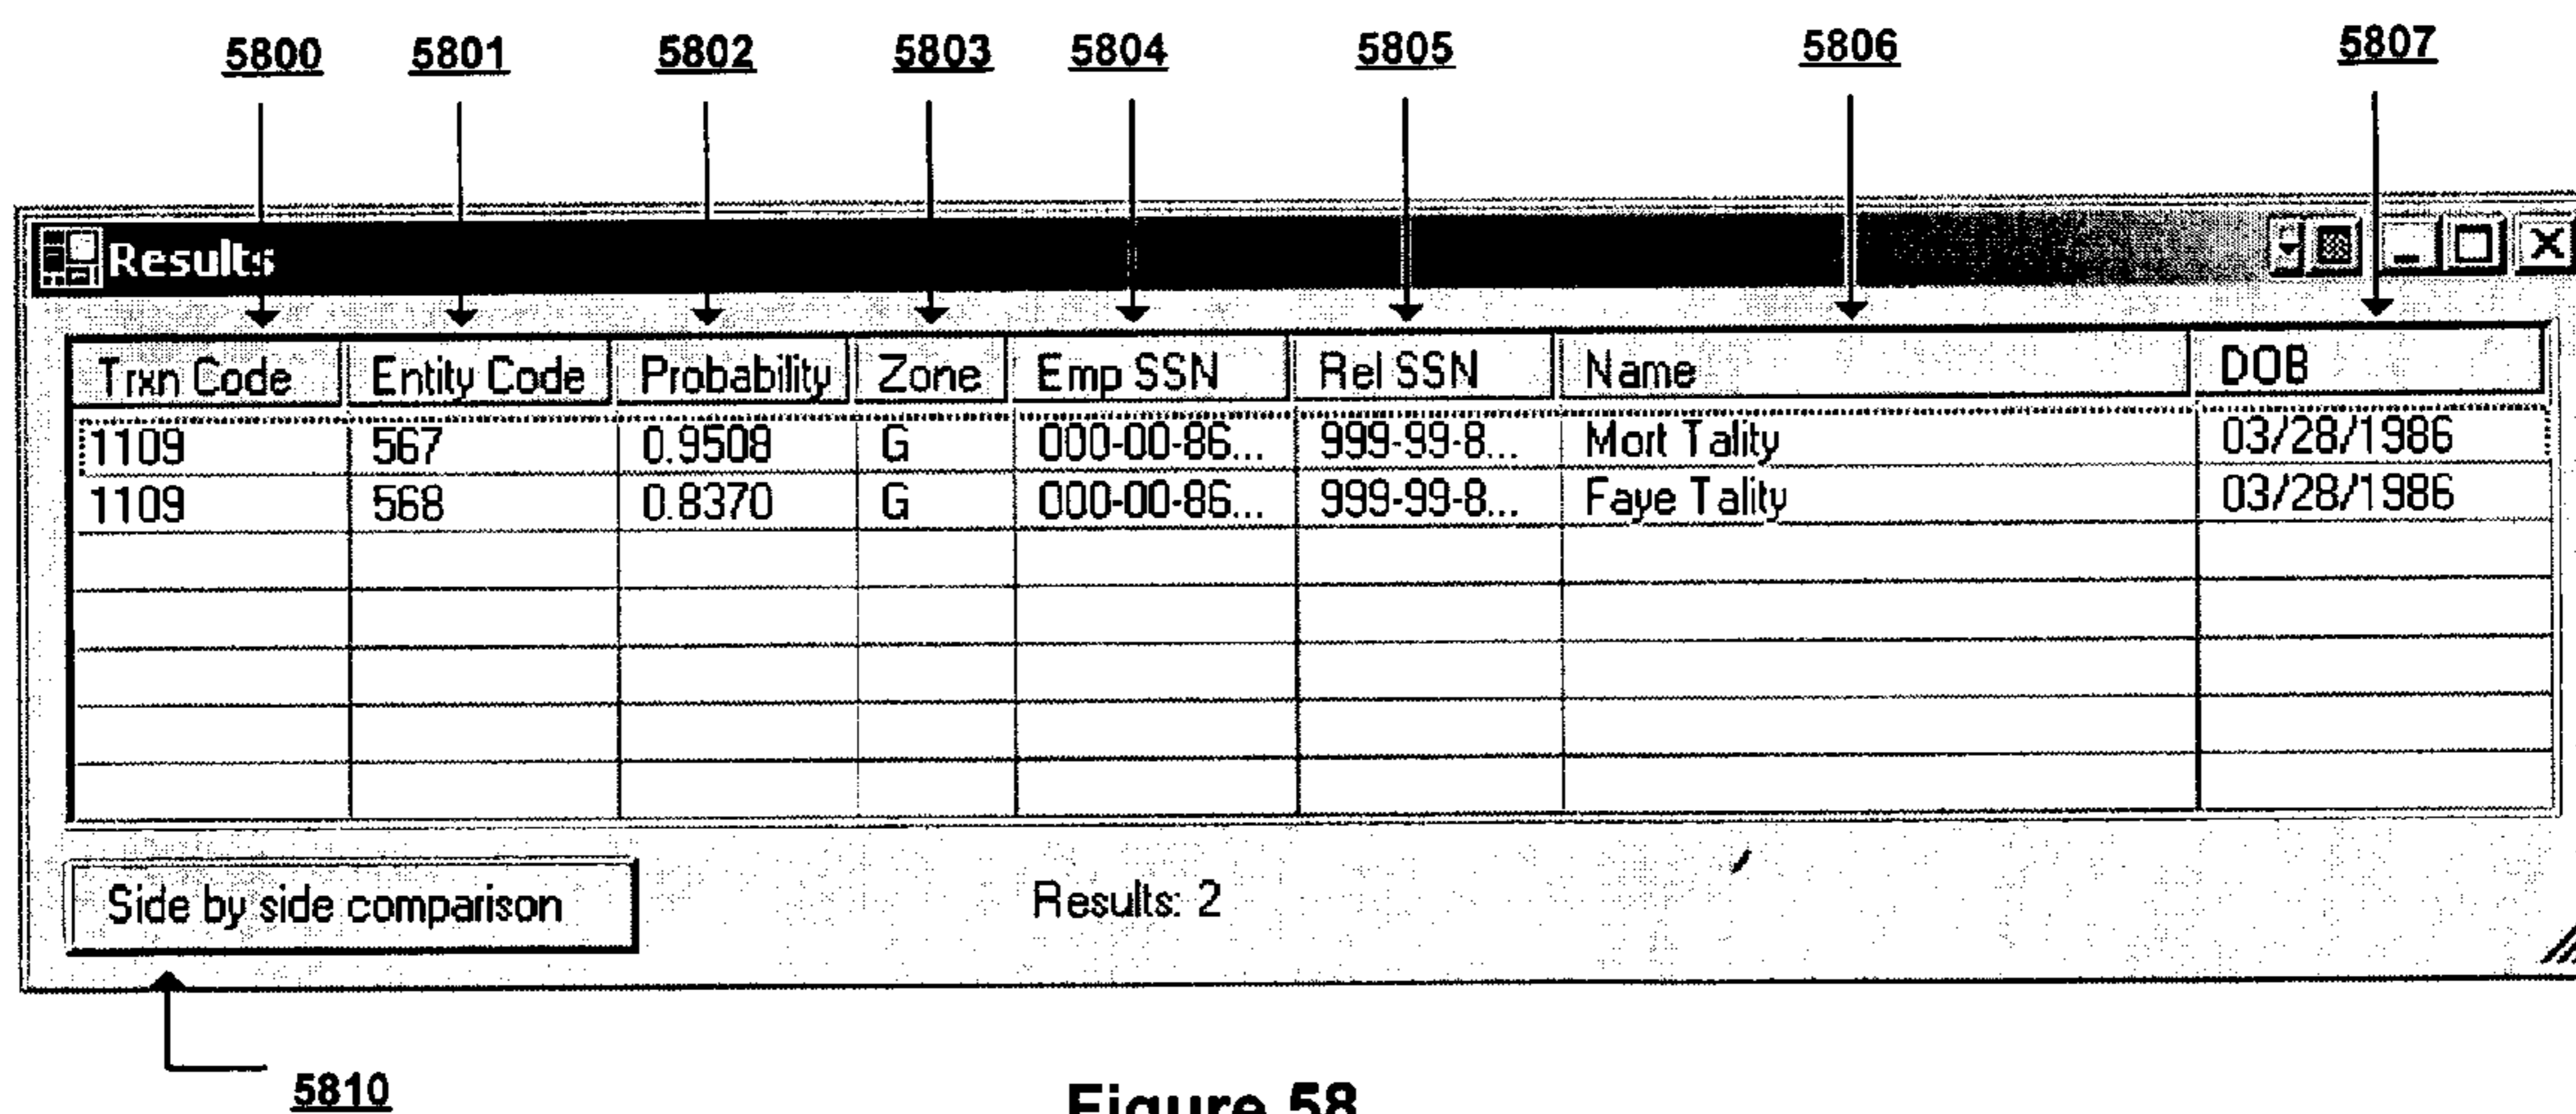 5800 5801 5802 5803 5804 5805 5806 5807
Results
Trxn Code Entity Code Probability Zone Emp SSN Rel SSN Name DOB
1109 567 0.9508 G 000-00-86... 999-99-8... Mort Tality 03/28/1986
1109 568 0.8370 G 000-00-86... 999-99-8... Faye Tality 03/28/1986
Side by side comparison Results: 2
5810
Figure 58